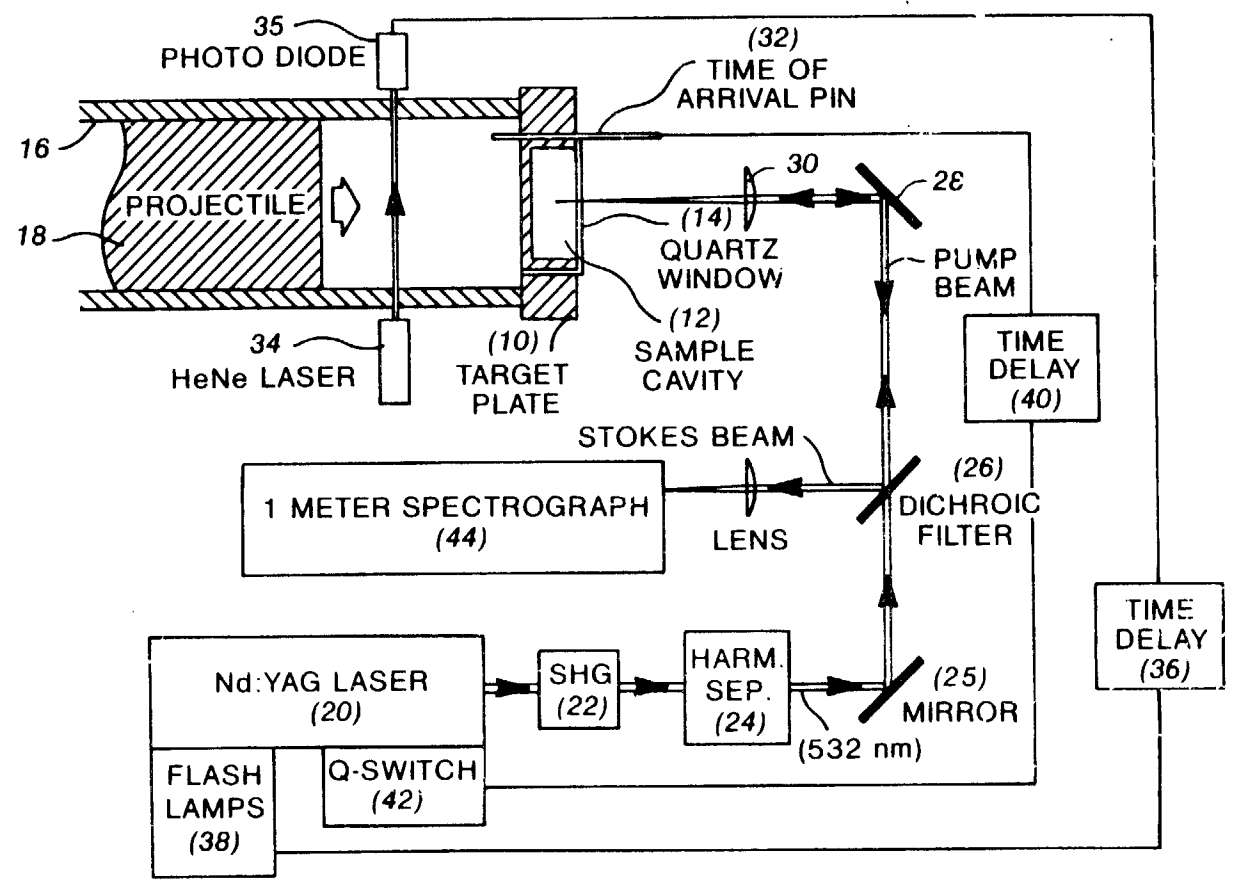 35
PHOTO DIODE
(32)
TIME OF
ARRIVAL PIN
16
PROJECTILE
18
30
28
(14)
QUARTZ
WINDOW
PUMP
BEAM
34
HeNe LASER
(10)
TARGET
PLATE
(12)
SAMPLE
CAVITY
TIME
DELAY
(40)
STOKES BEAM
1 METER SPECTROGRAPH
(44)
LENS
(26)
DICHROIC
FILTER
TIME
DELAY
(36)
Nd:YAG LASER
(20)
SHG
(22)
HARM.
SEP.
(24)
(25)
MIRROR
(532 nm)
FLASH
LAMPS
(38)
Q-SWITCH
(42)